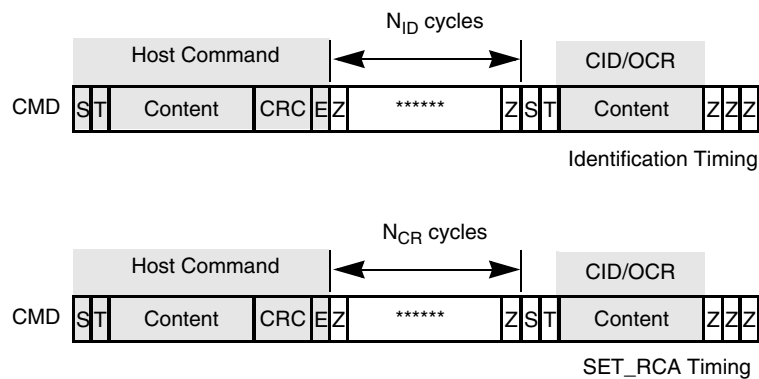 N_ID cycles
Host Command CID/OCR
CMD S T Content CRC E Z ****** Z S T Content Z Z Z
Identification Timing
N_CR cycles
Host Command CID/OCR
CMD S T Content CRC E Z ****** Z S T Content Z Z Z
SET_RCA Timing